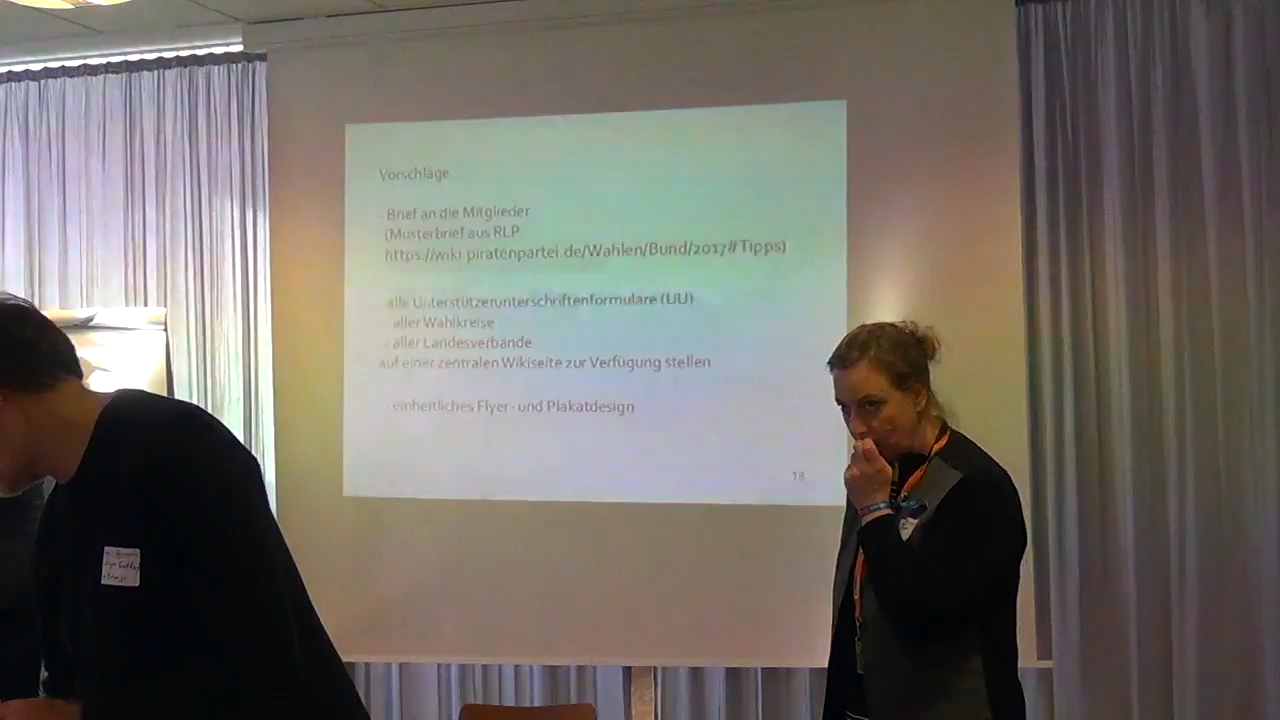 Vorschläge
- Brief an die Mitglieder
(Musterbrief aus RLP
https://wiki.piratenpartei.de/Wahlen/Bund/2017#Tipps)
alle Unterstützerunterschriftenformulare (UU)
- aller Wahlkreise
- aller Landesverbände
auf einer zentralen Wikiseite zur Verfügung stellen
- einheitliches Flyer- und Plakatdesign
18